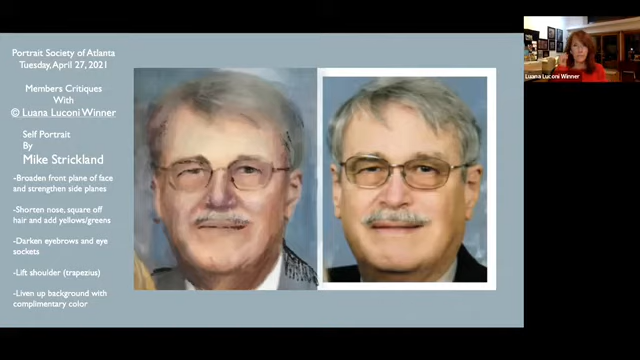 Portrait Society of Atlanta
Tuesday, April 27, 2021
Members Critiques
With
© Luana Luconi Winner
Self Portrait
By
Mike Strickland
-Broaden front plane of face
and strengthen side planes
-Shorten nose, square off
hair and add yellows/greens
-Darken eyebrows and eye
sockets
-Lift shoulder (trapezius)
-Liven up background with
complimentary color
Luana Luconi Winner